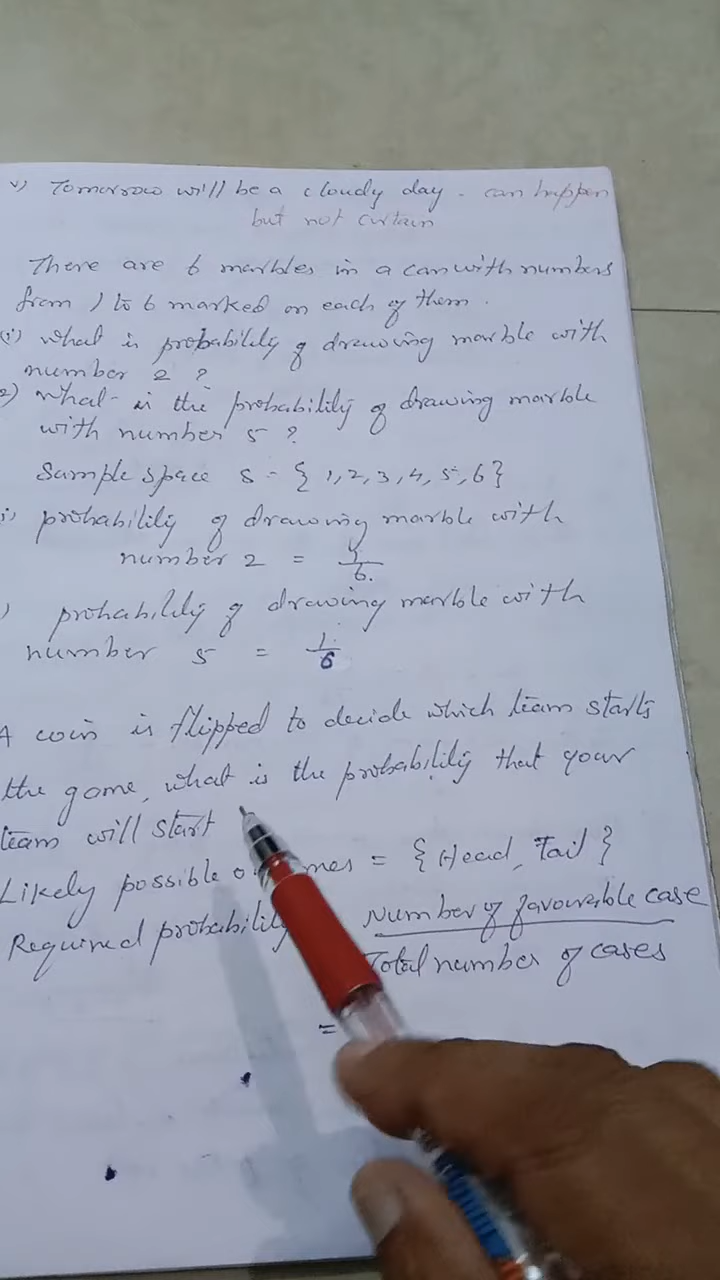 v) Tomorrow will be a cloudy day - can happen
but not curtain
There are 6 marbles in a can with numbers
from 1 to 6 marked on each of them.
(i) what is probability of drawing marble with
number 2 ?
2) what is the probability of drawing marble
with number 5 ?
Sample space S = { 1, 2, 3, 4, 5, 6 }
i) probability of drawing marble with
number 2 = 1/6.
) probability of drawing marble with
number 5 = 1/6
A coin is flipped to decide which team starts
the game, what is the probability that your
team will start
Likely possible = { Head, Tail }
Required probability Number of favourable case
Total number of cases
=